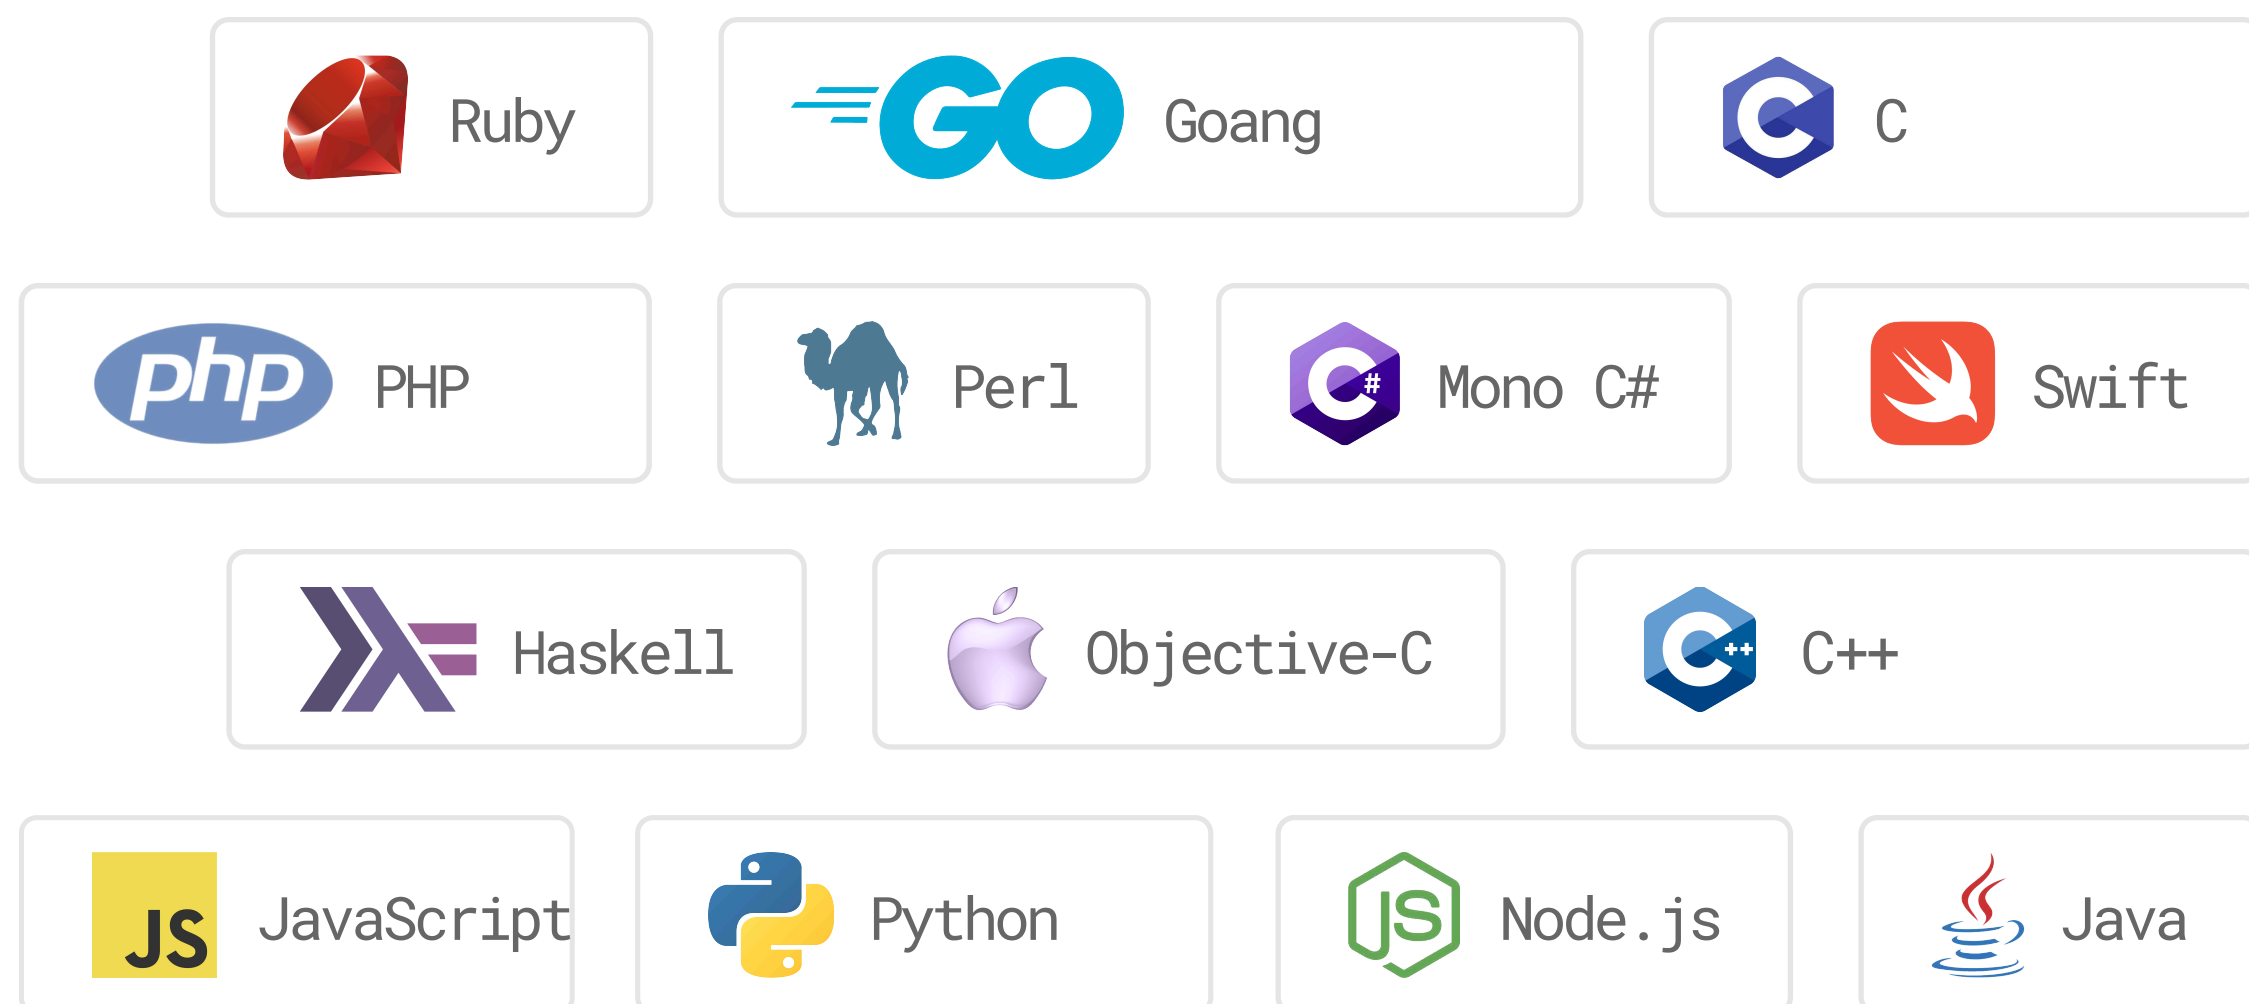 Ruby
GO Goang
C C
php PHP
Perl
C# Mono C#
Swift
Haskell
Objective-C
C++ C++
JS JavaScript
Python
JS Node.js
Java